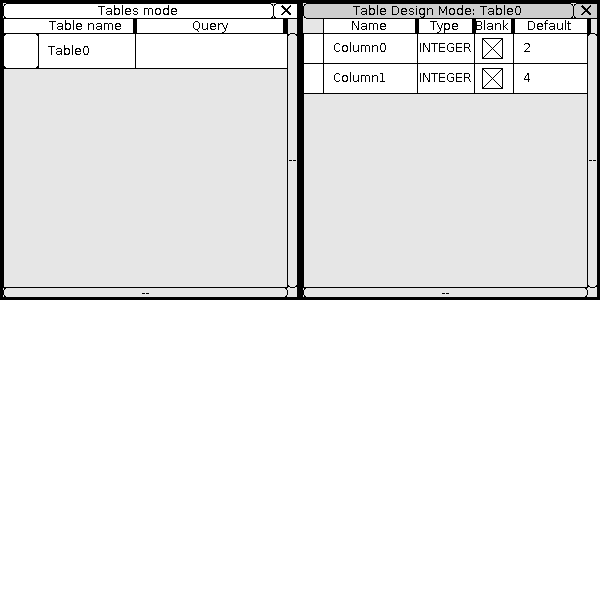 Tables mode
Table name Query
Table0
--
--
Table Design Mode: Table0
Name Type Blank Default
Column0 INTEGER 2
Column1 INTEGER 4
--
--